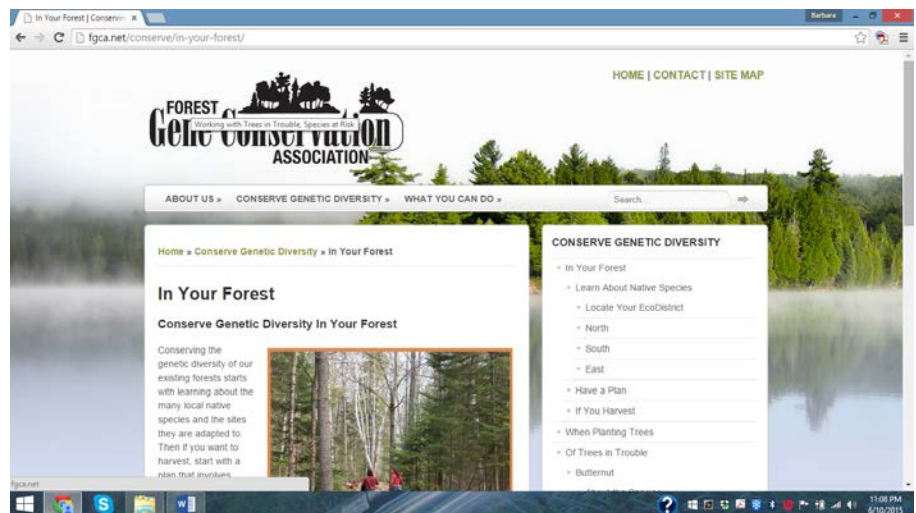 In Your Forest | Conservin
Barbara
fgca.net/conserve/in-your-forest/
HOME | CONTACT | SITE MAP
FOREST
Gene Conservation
Working with Trees in Trouble, Species at Risk
ASSOCIATION
ABOUT US » CONSERVE GENETIC DIVERSITY » WHAT YOU CAN DO »
Search...
Home » Conserve Genetic Diversity » In Your Forest
In Your Forest
Conserve Genetic Diversity In Your Forest
Conserving the
genetic diversity of our
existing forests starts
with learning about the
many local native
species and the sites
they are adapted to.
Then if you want to
harvest, start with a
plan that involves
CONSERVE GENETIC DIVERSITY
In Your Forest
Learn About Native Species
Locate Your EcoDistrict
North
South
East
Have a Plan
If You Harvest
When Planting Trees
Of Trees in Trouble
Butternut
About the Species
fgca.net
11:08 PM
6/10/2015